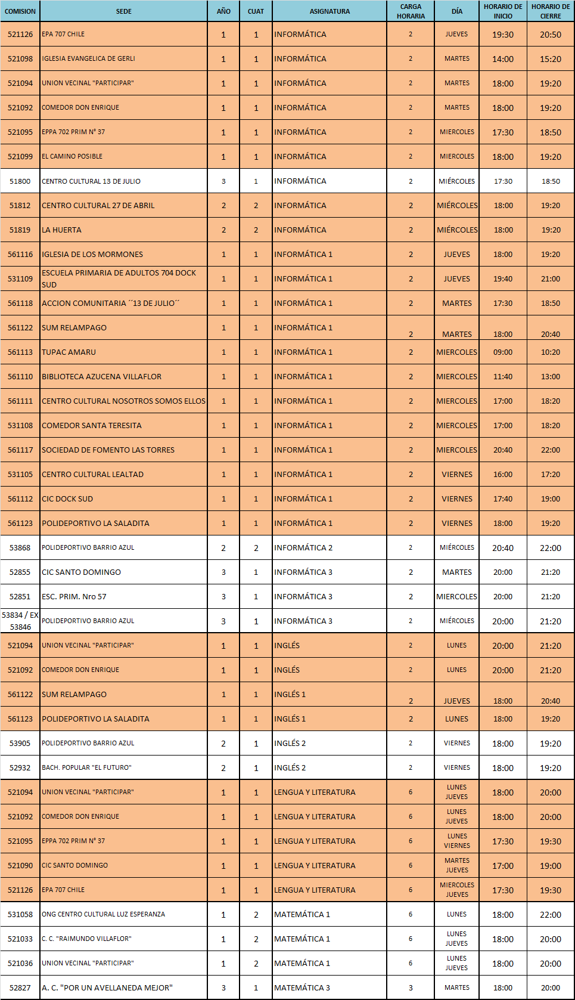 COMISION SEDE AÑO CUAT ASIGNATURA CARGA HORARIA DÍA HORARIO DE INICIO HORARIO DE CIERRE
521126 EPA 707 CHILE 1 1 INFORMÁTICA 2 JUEVES 19:30 20:50
521098 IGLESIA EVANGELICA DE GERLI 1 1 INFORMÁTICA 2 MARTES 14:00 15:20
521094 UNION VECINAL "PARTICIPAR" 1 1 INFORMÁTICA 2 MARTES 18:00 19:20
521092 COMEDOR DON ENRIQUE 1 1 INFORMÁTICA 2 MARTES 18:00 19:20
521095 EPPA 702 PRIM N° 37 1 1 INFORMÁTICA 2 MIERCOLES 17:30 18:50
521099 EL CAMINO POSIBLE 1 1 INFORMÁTICA 2 MIERCOLES 18:00 19:20
51800 CENTRO CULTURAL 13 DE JULIO 3 1 INFORMÁTICA 2 MIÉRCOLES 17:30 18:50
51812 CENTRO CULTURAL 27 DE ABRIL 2 2 INFORMÁTICA 2 MIÉRCOLES 18:00 19:20
51819 LA HUERTA 2 2 INFORMÁTICA 2 MIÉRCOLES 18:00 19:20
561116 IGLESIA DE LOS MORMONES 1 1 INFORMÁTICA 1 2 JUEVES 18:00 19:20
531109 ESCUELA PRIMARIA DE ADULTOS 704 DOCK SUD 1 1 INFORMÁTICA 1 2 JUEVES 19:40 21:00
561118 ACCION COMUNITARIA ´´13 DE JULIO´´ 1 1 INFORMÁTICA 1 2 MARTES 17:30 18:50
561122 SUM RELAMPAGO 1 1 INFORMÁTICA 1 2 MARTES 18:00 20:40
561113 TUPAC AMARU 1 1 INFORMÁTICA 1 2 MIERCOLES 09:00 10:20
561110 BIBLIOTECA AZUCENA VILLAFLOR 1 1 INFORMÁTICA 1 2 MIERCOLES 11:40 13:00
561111 CENTRO CULTURAL NOSOTROS SOMOS ELLOS 1 1 INFORMÁTICA 1 2 MIERCOLES 17:00 18:20
531108 COMEDOR SANTA TERESITA 1 1 INFORMÁTICA 1 2 MIERCOLES 17:00 18:20
561117 SOCIEDAD DE FOMENTO LAS TORRES 1 1 INFORMÁTICA 1 2 MIERCOLES 20:40 22:00
531105 CENTRO CULTURAL LEALTAD 1 1 INFORMÁTICA 1 2 VIERNES 16:00 17:20
561112 CIC DOCK SUD 1 1 INFORMÁTICA 1 2 VIERNES 17:40 19:00
561123 POLIDEPORTIVO LA SALADITA 1 1 INFORMÁTICA 1 2 VIERNES 18:00 19:20
53868 POLIDEPORTIVO BARRIO AZUL 2 2 INFORMÁTICA 2 2 MIÉRCOLES 20:40 22:00
52855 CIC SANTO DOMINGO 3 1 INFORMÁTICA 3 2 MARTES 20:00 21:20
52851 ESC. PRIM. Nro 57 3 1 INFORMÁTICA 3 2 MIERCOLES 20:00 21:20
53834 / EX 53846 POLIDEPORTIVO BARRIO AZUL 3 1 INFORMÁTICA 3 2 MIÉRCOLES 20:00 21:20
521094 UNION VECINAL "PARTICIPAR" 1 1 INGLÉS 2 LUNES 20:00 21:20
521092 COMEDOR DON ENRIQUE 1 1 INGLÉS 2 LUNES 20:00 21:20
561122 SUM RELAMPAGO 1 1 INGLÉS 1 2 JUEVES 18:00 20:40
561123 POLIDEPORTIVO LA SALADITA 1 1 INGLÉS 1 2 LUNES 18:00 19:20
53905 POLIDEPORTIVO BARRIO AZUL 2 1 INGLÉS 2 2 VIERNES 18:00 19:20
52932 BACH. POPULAR "EL FUTURO" 2 1 INGLÉS 2 2 VIERNES 18:00 19:20
521094 UNION VECINAL "PARTICIPAR" 1 1 LENGUA Y LITERATURA 6 LUNES JUEVES 18:00 20:00
521092 COMEDOR DON ENRIQUE 1 1 LENGUA Y LITERATURA 6 LUNES JUEVES 18:00 20:00
521095 EPPA 702 PRIM N° 37 1 1 LENGUA Y LITERATURA 6 LUNES VIERNES 17:30 19:30
521090 CIC SANTO DOMINGO 1 1 LENGUA Y LITERATURA 6 MARTES JUEVES 17:00 19:00
521126 EPA 707 CHILE 1 1 LENGUA Y LITERATURA 6 MIERCOLES JUEVES 17:30 19:30
531058 ONG CENTRO CULTURAL LUZ ESPERANZA 1 2 MATEMÁTICA 1 6 LUNES 18:00 22:00
521033 C. C. "RAIMUNDO VILLAFLOR" 1 2 MATEMÁTICA 1 6 LUNES JUEVES 18:00 20:00
521036 UNION VECINAL "PARTICIPAR" 1 2 MATEMÁTICA 1 6 LUNES JUEVES 18:00 20:00
52827 A. C. "POR UN AVELLANEDA MEJOR" 3 1 MATEMÁTICA 3 3 MARTES 18:00 20:00